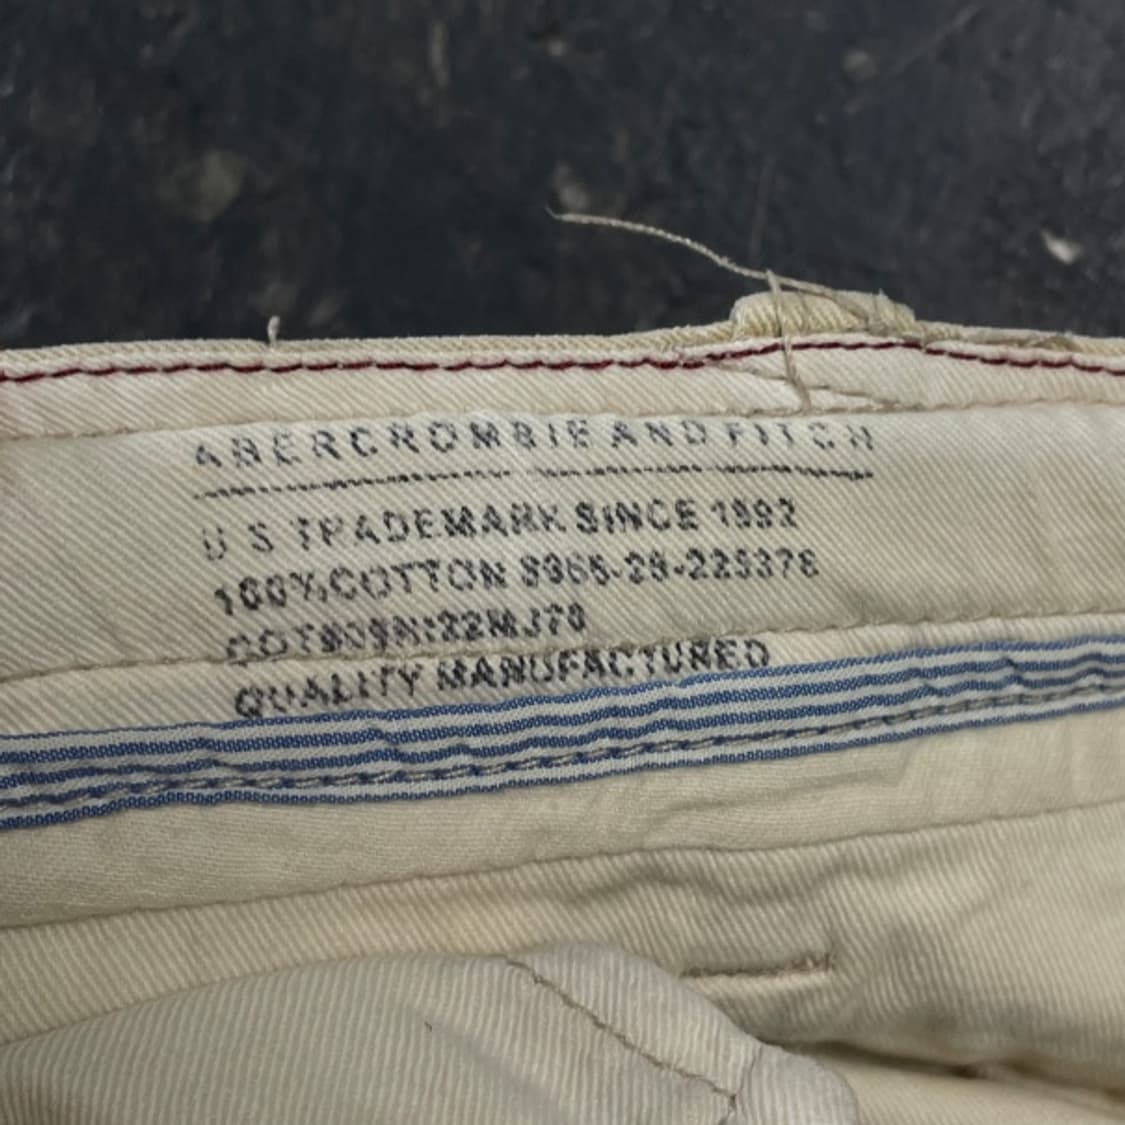 ABERCROMBIE AND FITCH
U S TRADEMARK SINCE 1892
100% COTTON
QUALITY MANUFACTURED